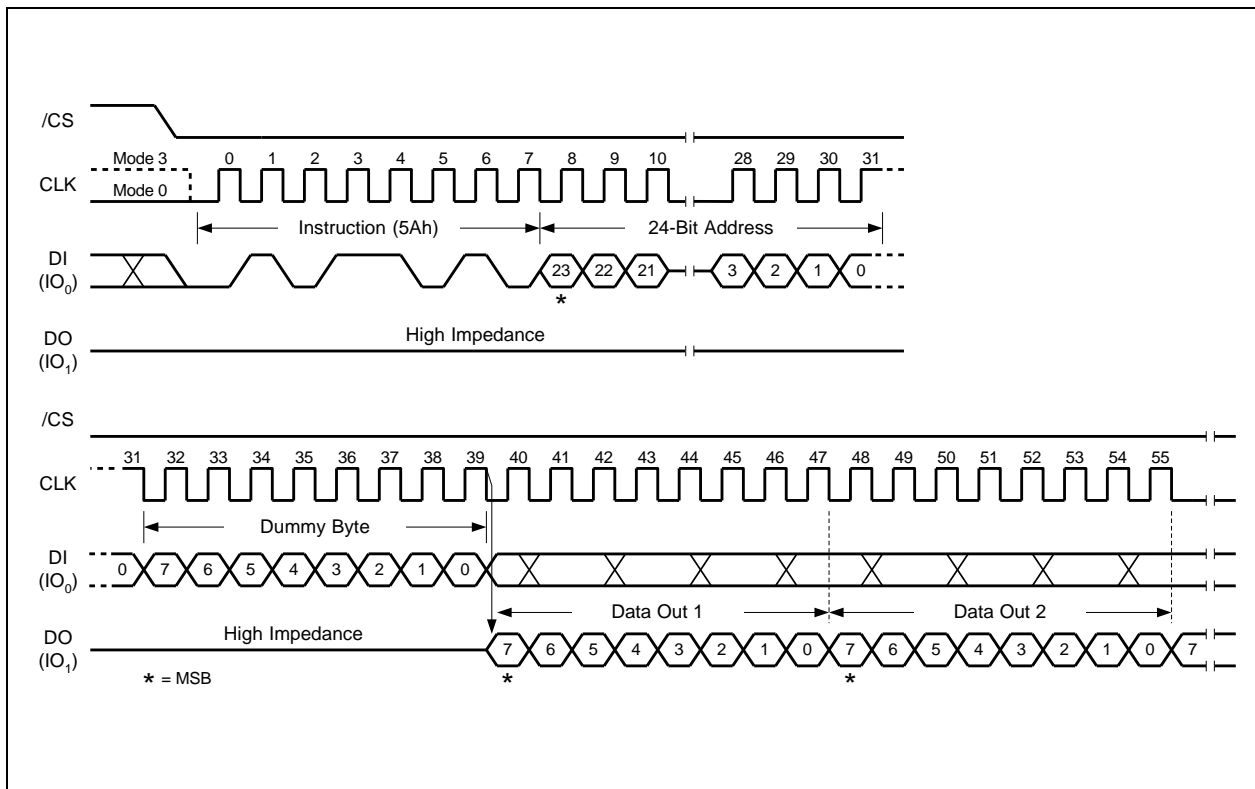 /CS
Mode 3 0 1 2 3 4 5 6 7 8 9 10 28 29 30 31
CLK
Mode 0
Instruction (5Ah) 24-Bit Address
DI
(IO0) 23 22 21 3 2 1 0
*
DO High Impedance
(IO1)
/CS
31 32 33 34 35 36 37 38 39 40 41 42 43 44 45 46 47 48 49 50 51 52 53 54 55
CLK
Dummy Byte
DI
(IO0) 0 7 6 5 4 3 2 1 0
Data Out 1 Data Out 2
DO High Impedance
(IO1) 7 6 5 4 3 2 1 0 7 6 5 4 3 2 1 0 7
* = MSB * *